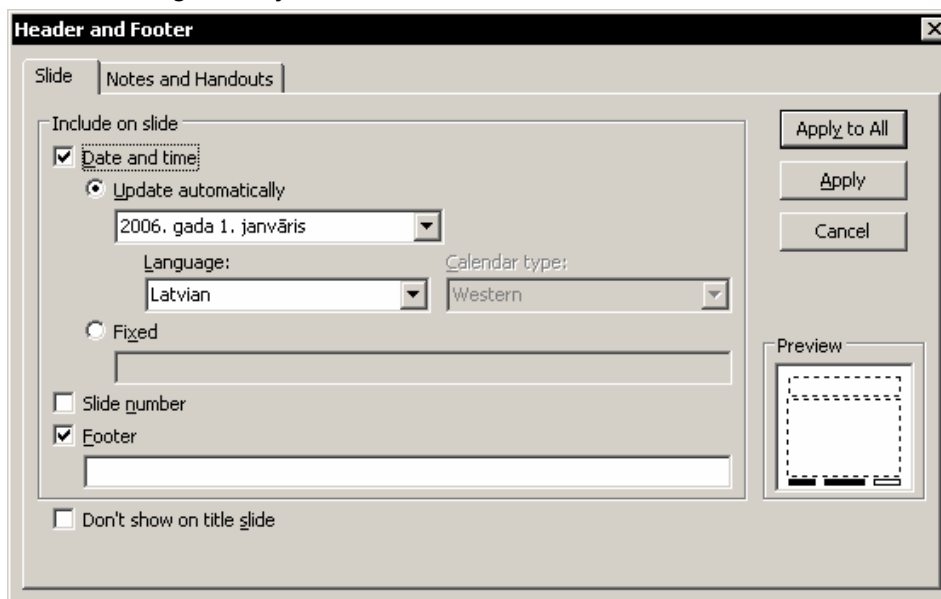 Header and Footer
Slide
Notes and Handouts
Include on slide
Date and time
Update automatically
2006. gada 1. janvāris
Language:
Calendar type:
Latvian
Western
Fixed
Slide number
Footer
Don't show on title slide
Apply to All
Apply
Cancel
Preview